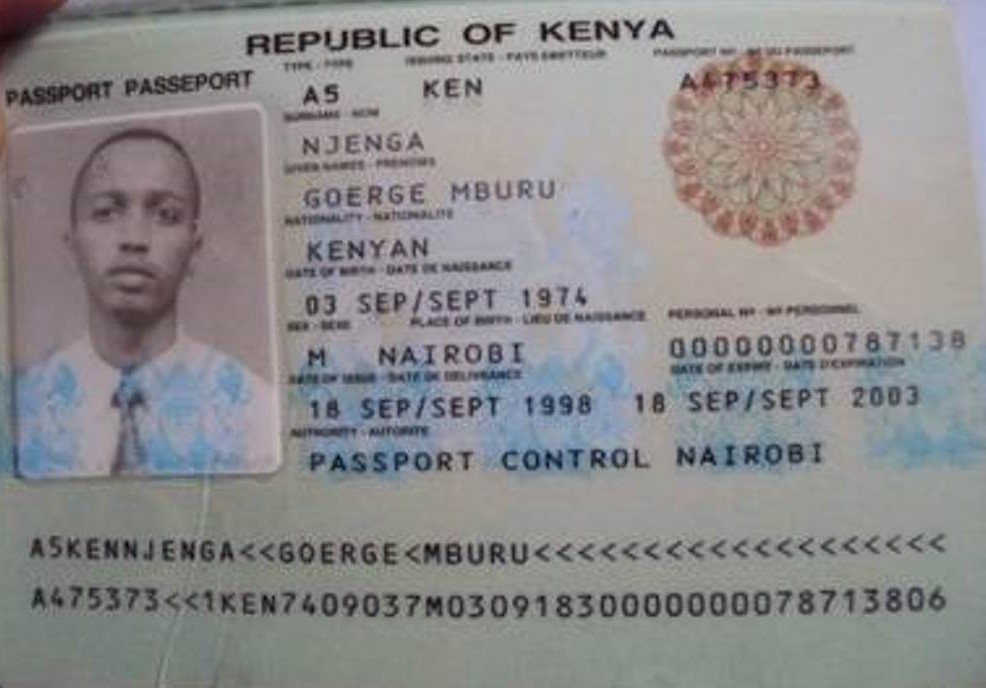 REPUBLIC OF KENYA
PASSPORT PASSEPORT
TYPE - TYPE ISSUING STATE - PAYS EMETTEUR PASSPORT Nº - Nº DU PASSEPORT
A5 KEN A475373
SURNAME - NOM
NJENGA
GIVEN NAMES - PRENOMS
GOERGE MBURU
NATIONALITY - NATIONALITE
KENYAN
DATE OF BIRTH - DATE DE NAISSANCE
03 SEP/SEPT 1974
SEX - SEXE PLACE OF BIRTH - LIEU DE NAISSANCE PERSONAL Nº - Nº PERSONNEL
M NAIROBI 00000000787138
DATE OF ISSUE - DATE DE DELIVRANCE DATE OF EXPIRY - DATE D'EXPIRATION
18 SEP/SEPT 1998 18 SEP/SEPT 2003
AUTHORITY - AUTORITE
PASSPORT CONTROL NAIROBI
A5KENNJENGA<<GOERGE<MBURU<<<<<<<<<<<<<<<<<<<
A475373<<1KEN7409037M03091830000000078713806